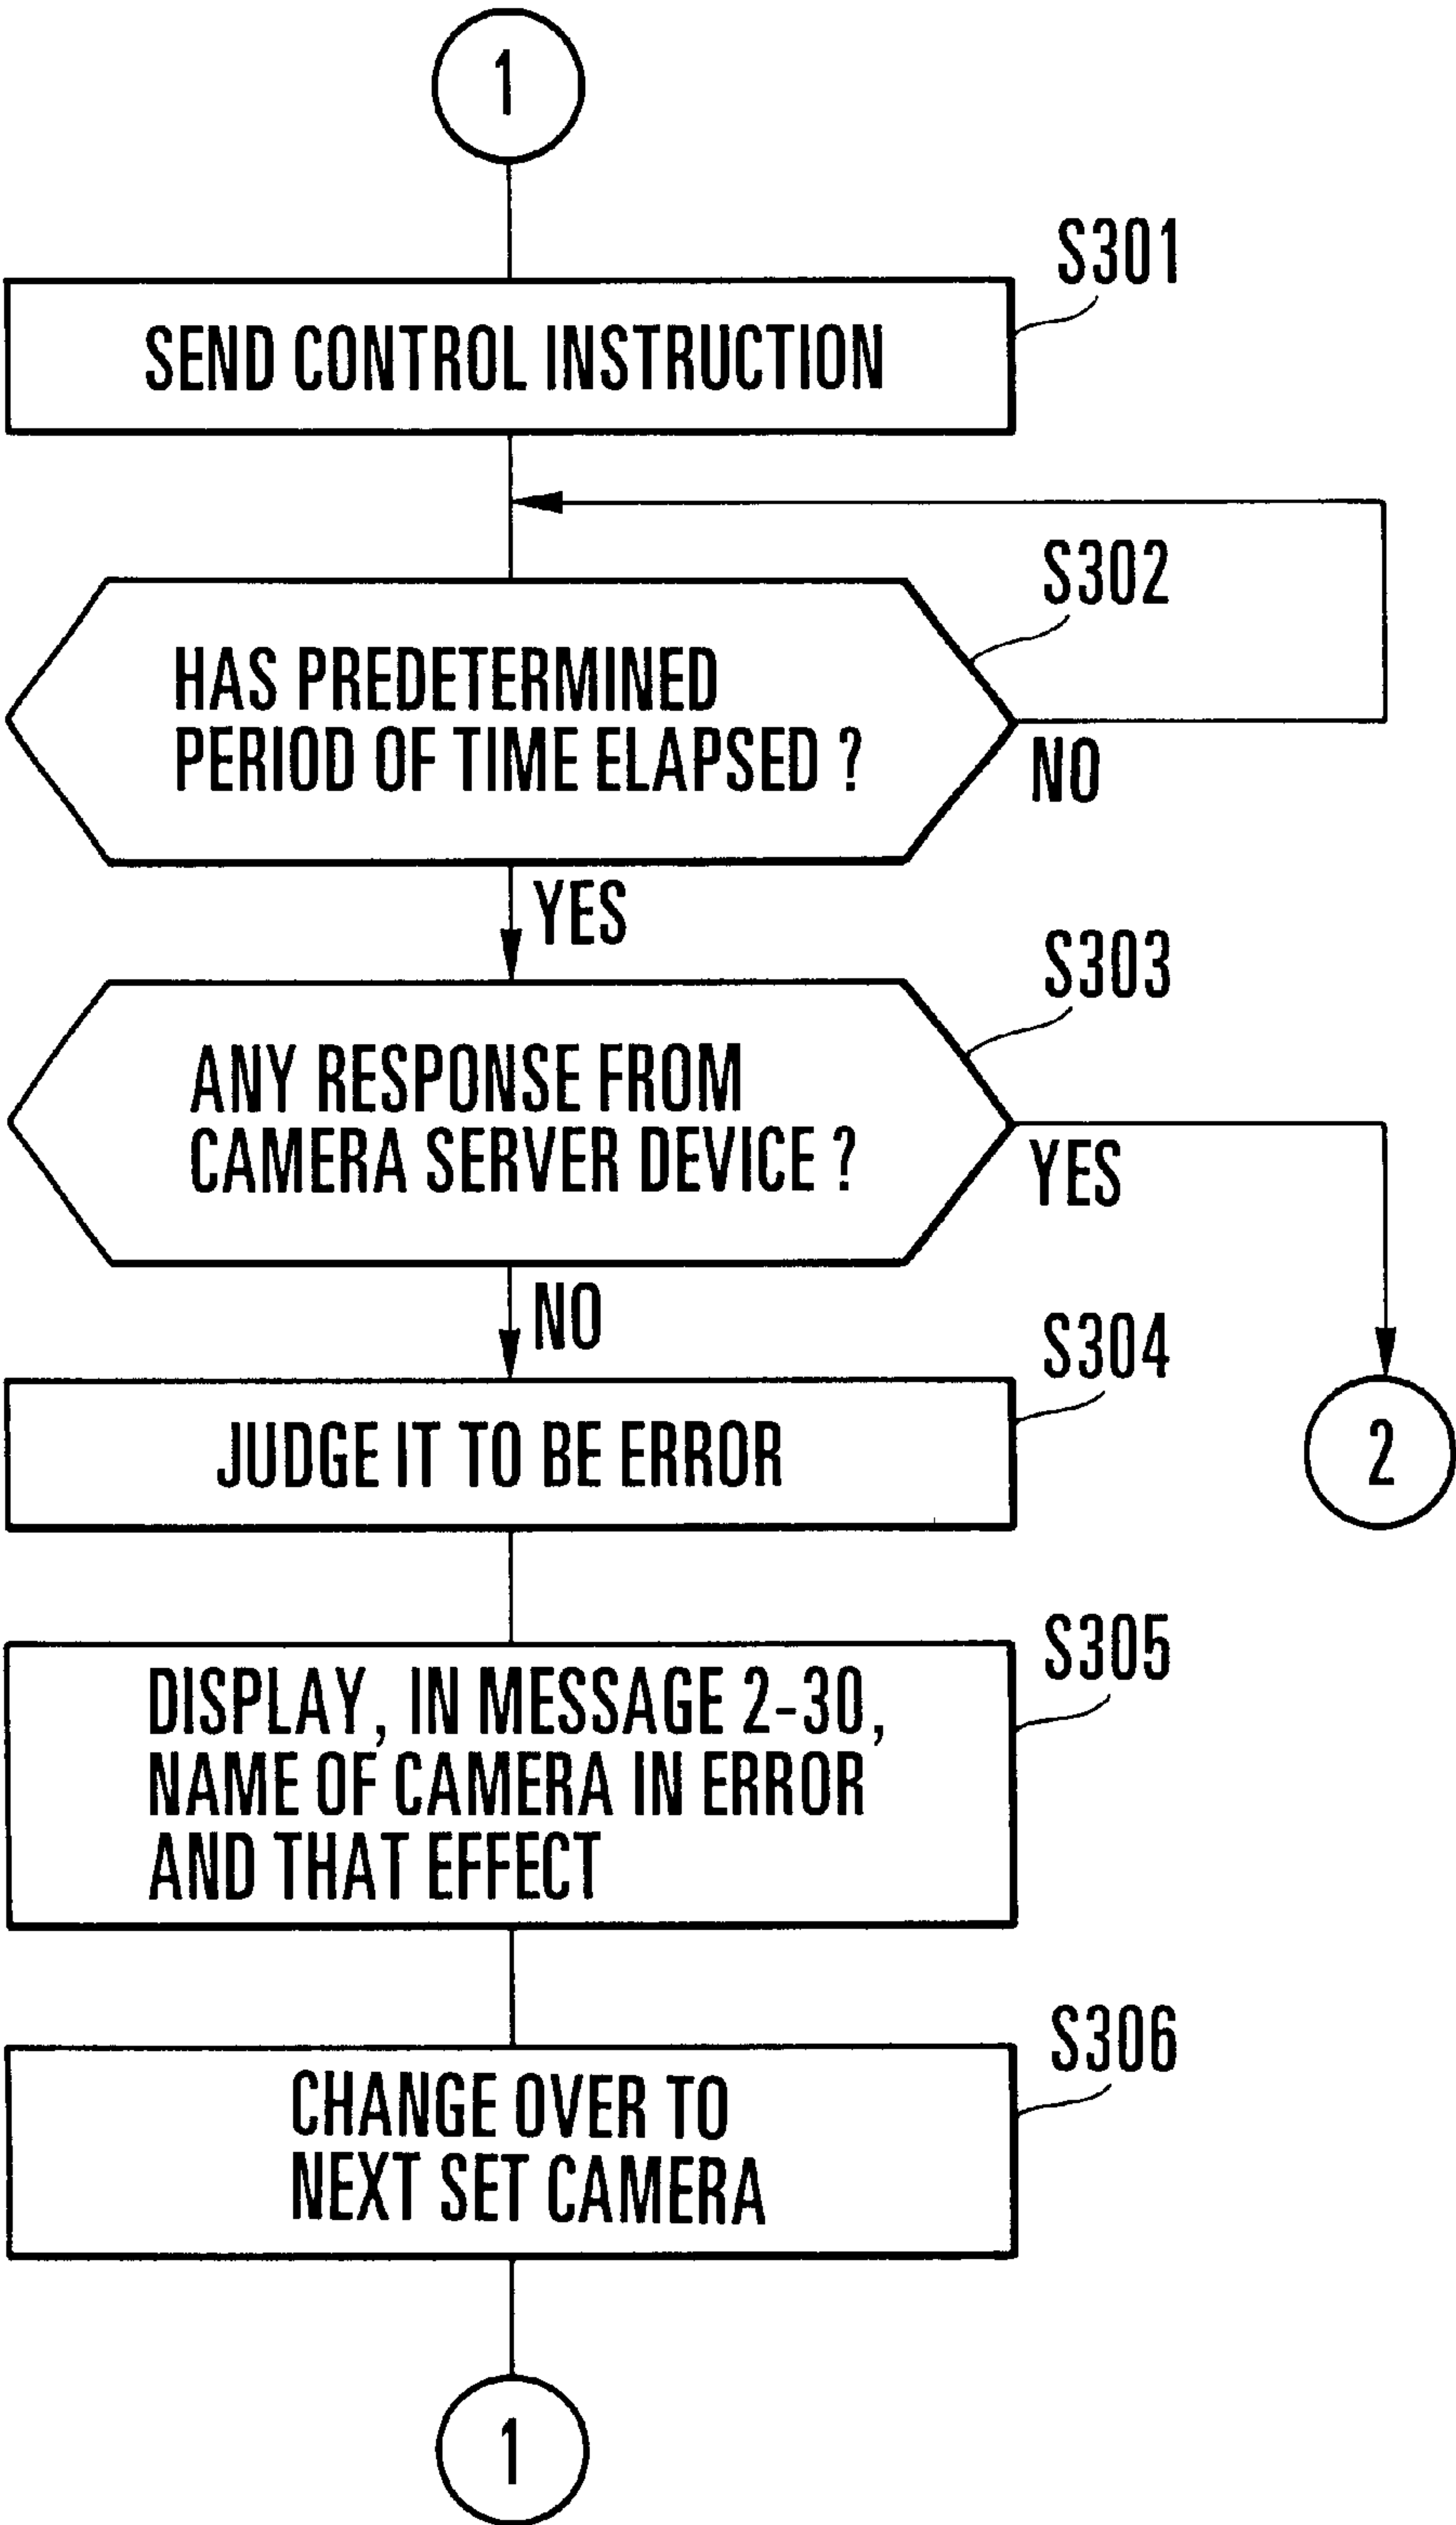 1
S301
SEND CONTROL INSTRUCTION
S302
HAS PREDETERMINED
PERIOD OF TIME ELAPSED ?
NO
YES
S303
ANY RESPONSE FROM
CAMERA SERVER DEVICE ?
YES
NO
S304
JUDGE IT TO BE ERROR
2
S305
DISPLAY, IN MESSAGE 2-30,
NAME OF CAMERA IN ERROR
AND THAT EFFECT
S306
CHANGE OVER TO
NEXT SET CAMERA
1